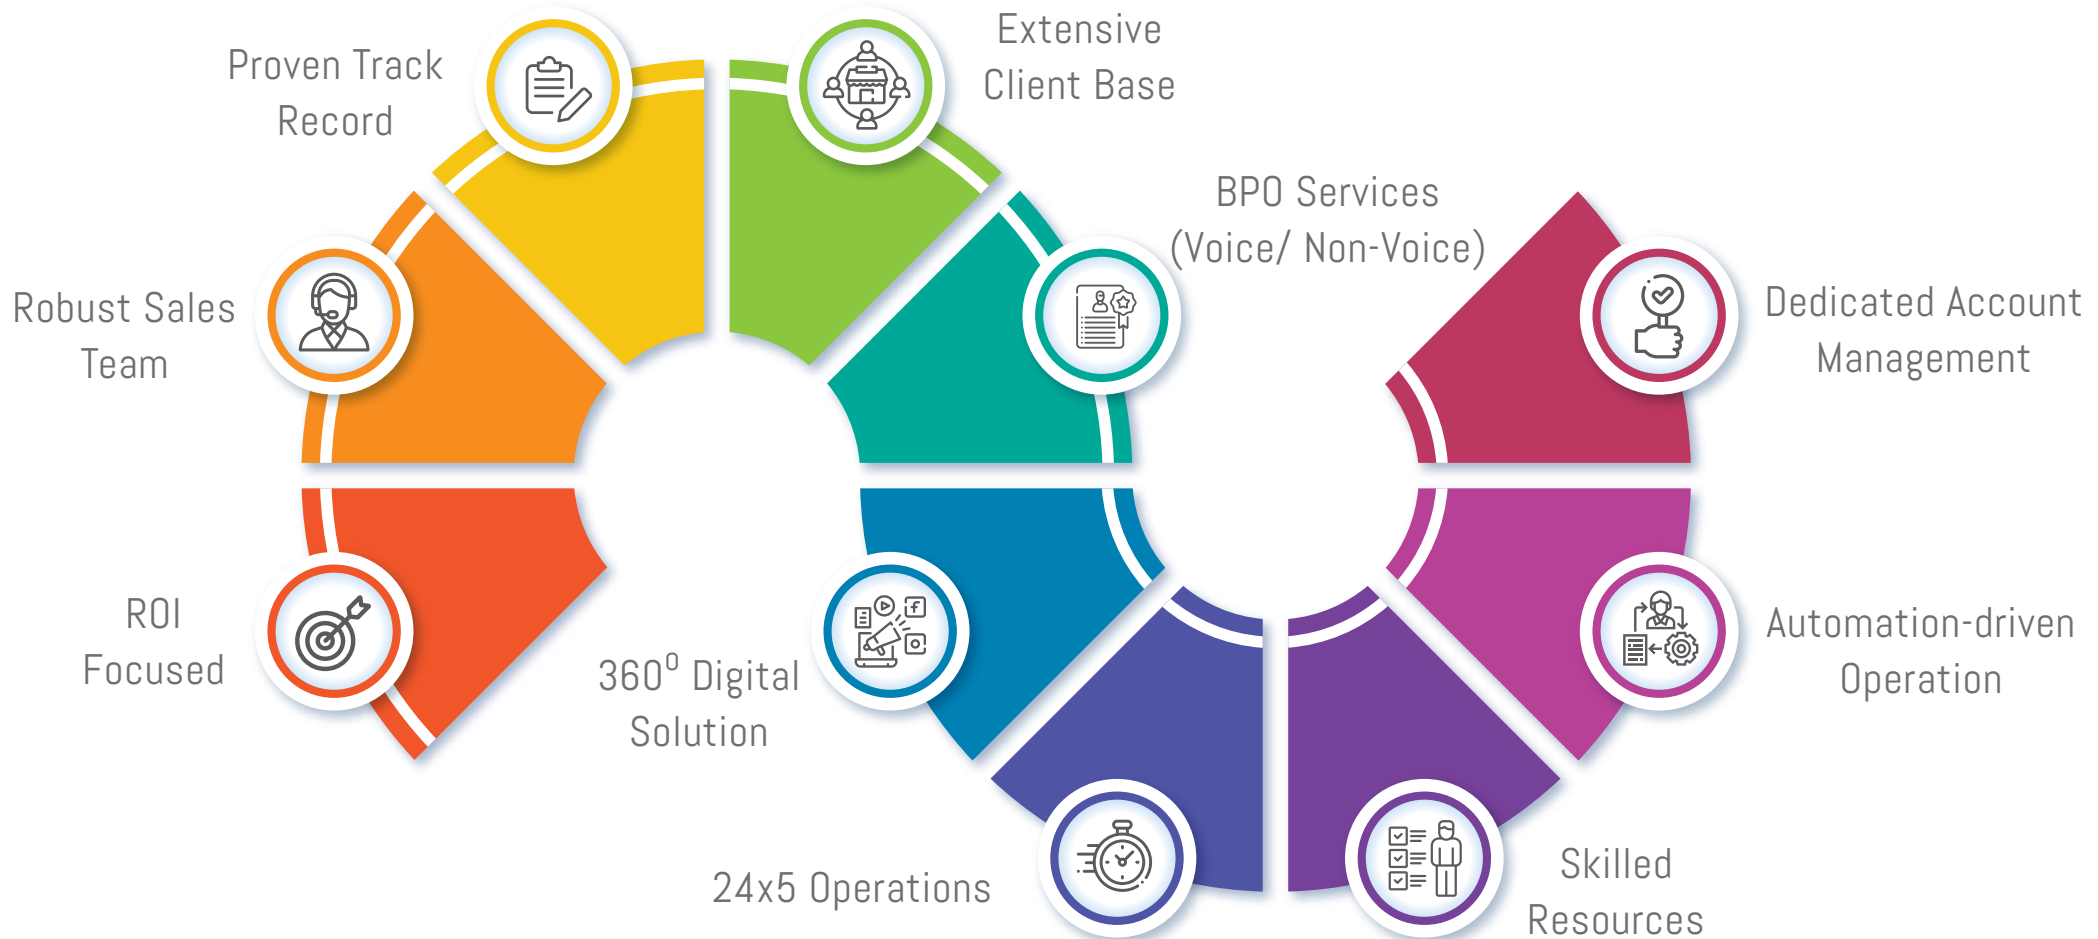 Proven Track
Record
Extensive
Client Base
BPO Services
(Voice/ Non-Voice)
Robust Sales
Team
Dedicated Account
Management
ROI
Focused
360⁰ Digital
Solution
Automation-driven
Operation
24x5 Operations
Skilled
Resources